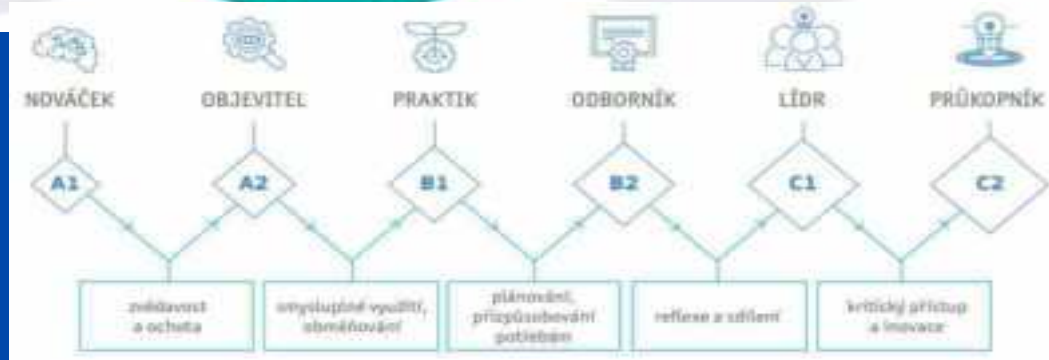 NOVÁČEK OBJEVITEL PRAKTIK ODBORNÍK LÍDR PRŮKOPNÍK
A1 A2 B1 B2 C1 C2
zvědavost
a ochota
smysluplné využití,
obměňování
plánování,
přizpůsobování
potřebám
reflexe a sdílení
kritický přístup
a inovace